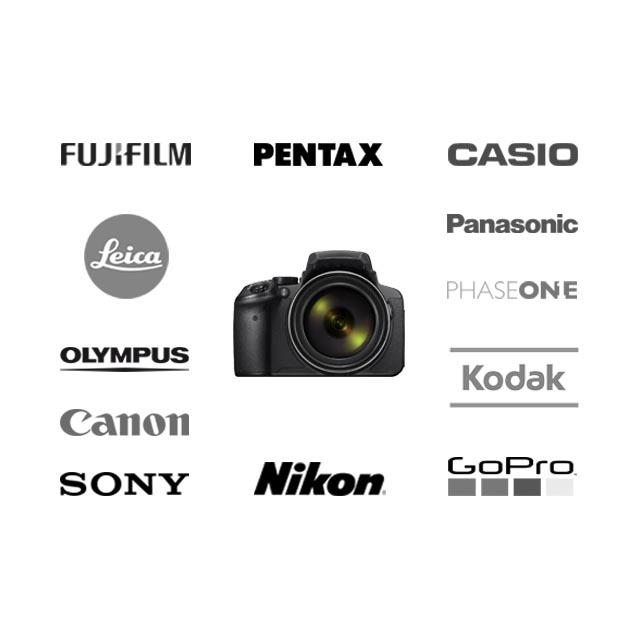 FUJIFILM
PENTAX
CASIO
Leica
Panasonic
PHASEONE
OLYMPUS
Kodak
Canon
SONY
Nikon
GoPro